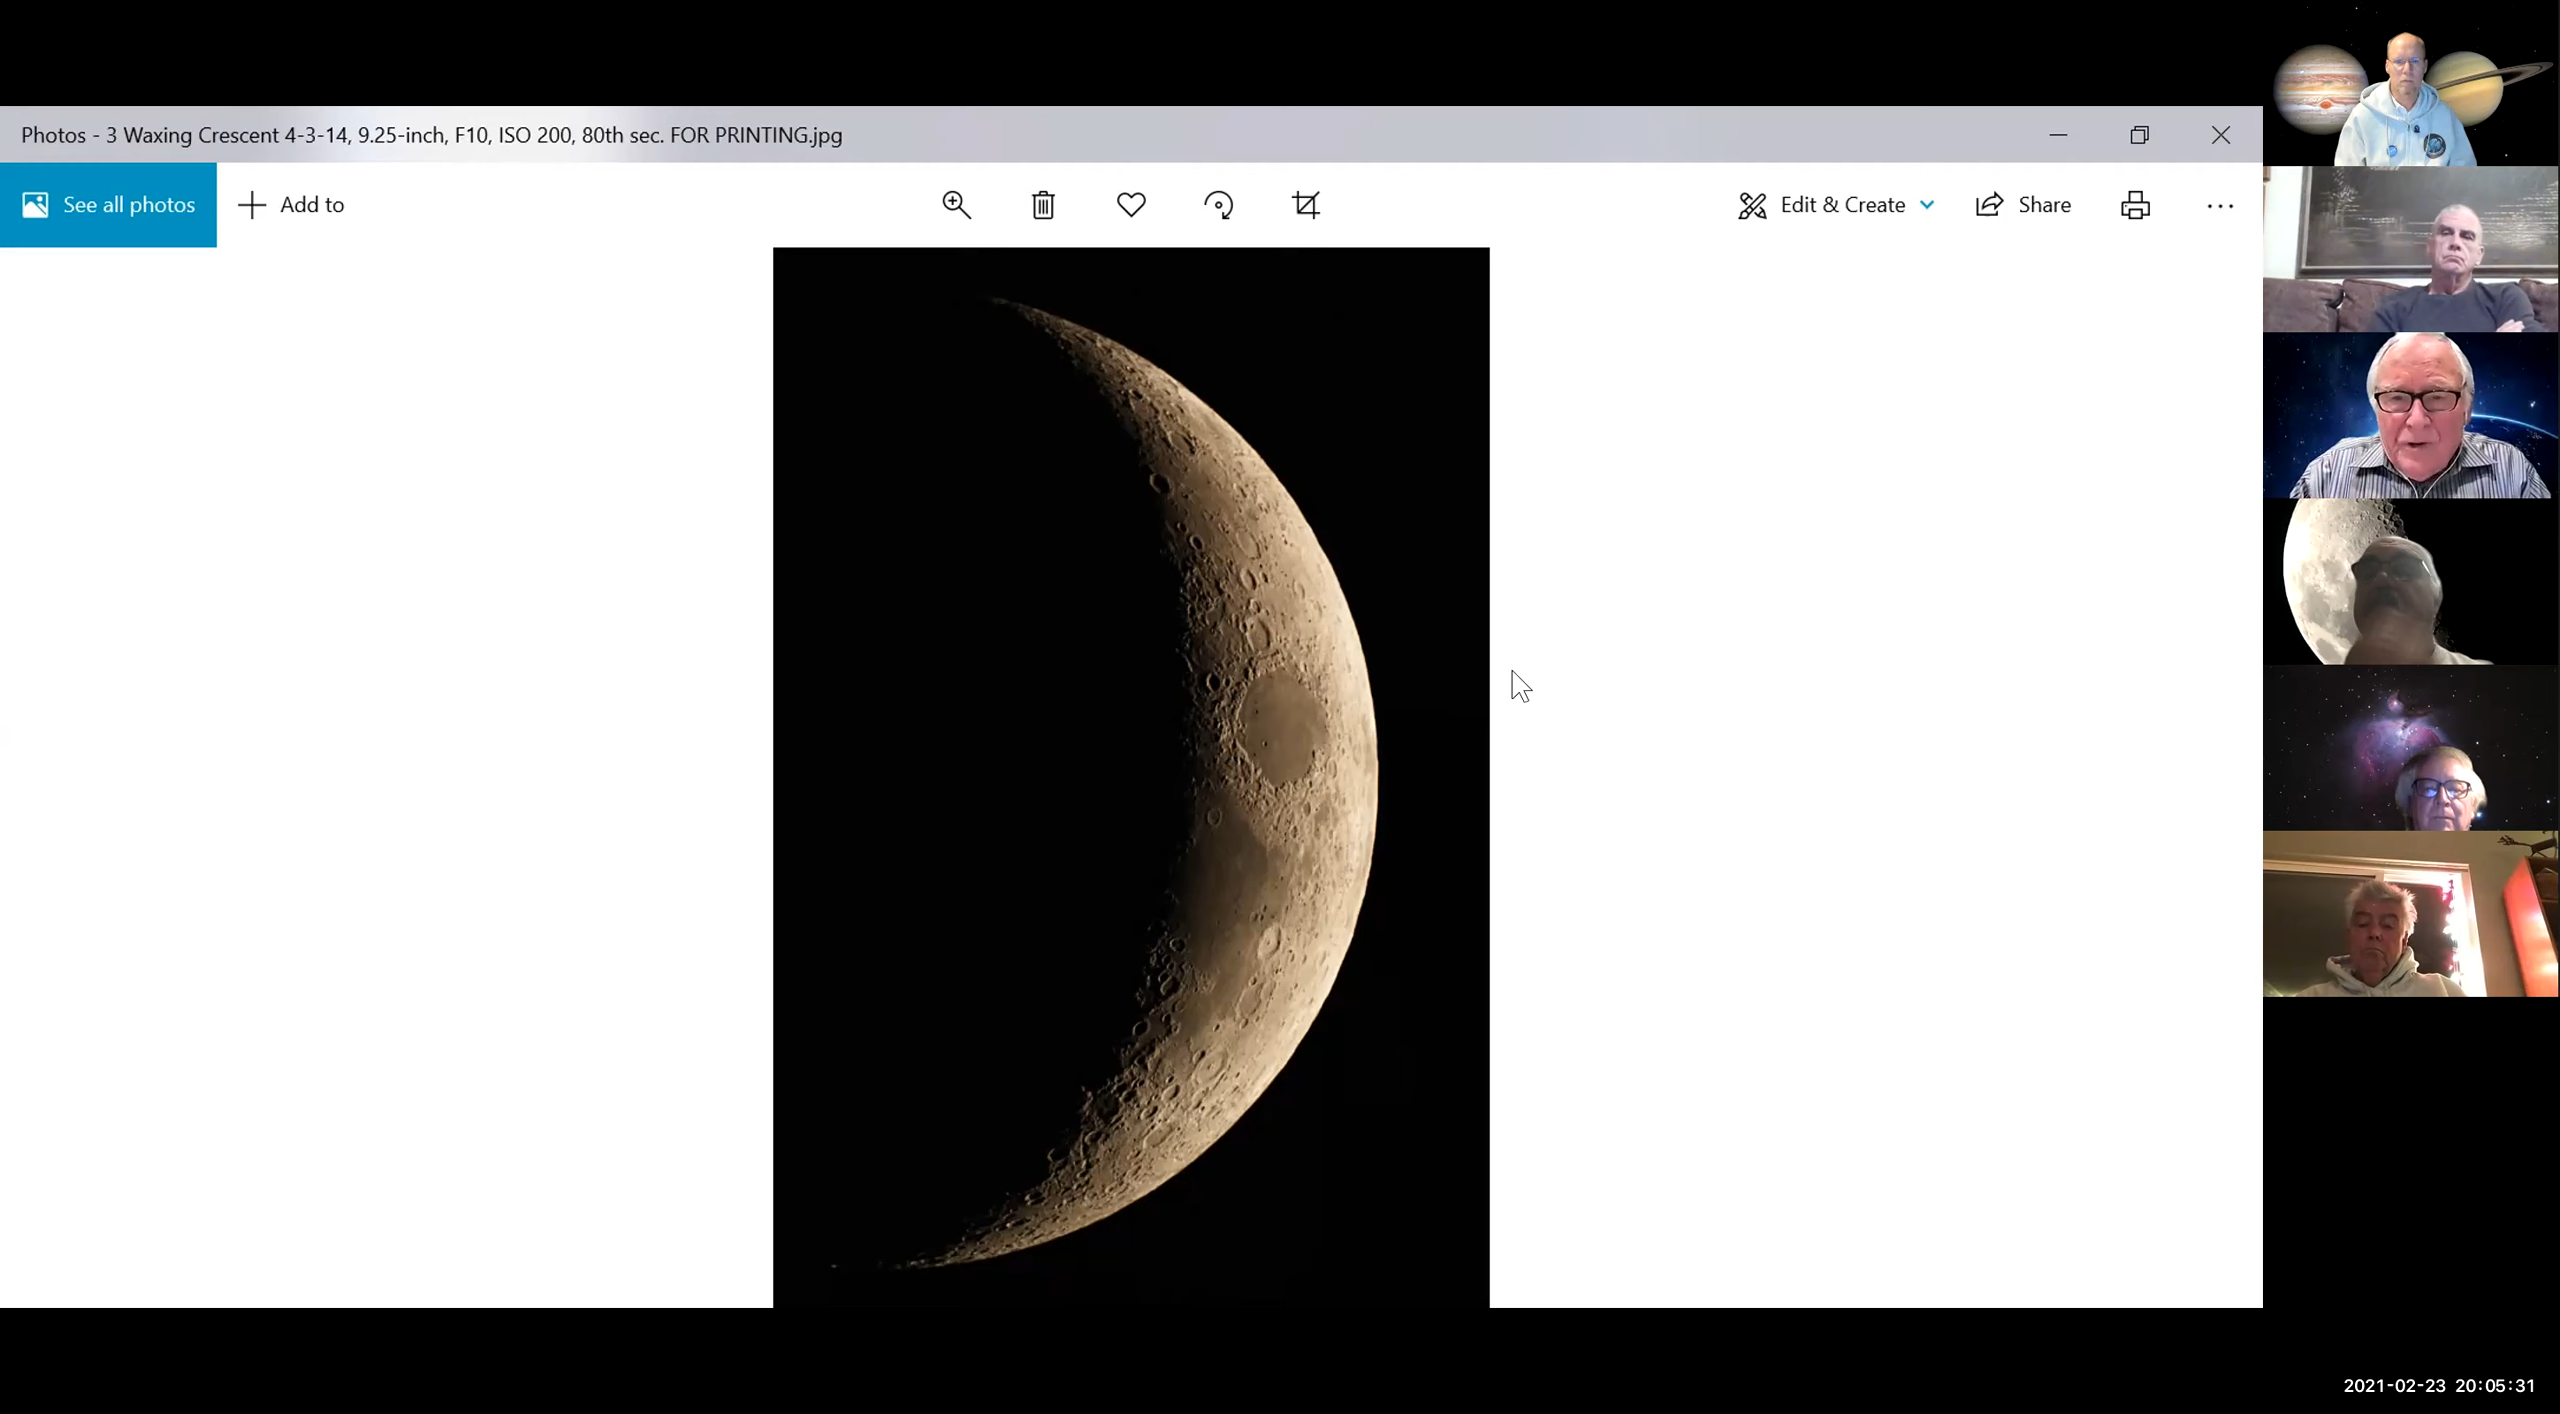 Photos - 3 Waxing Crescent 4-3-14, 9.25-inch, F10, ISO 200, 80th sec. FOR PRINTING.jpg
See all photos
Add to
Edit & Create
Share
2021-02-23 20:05:31